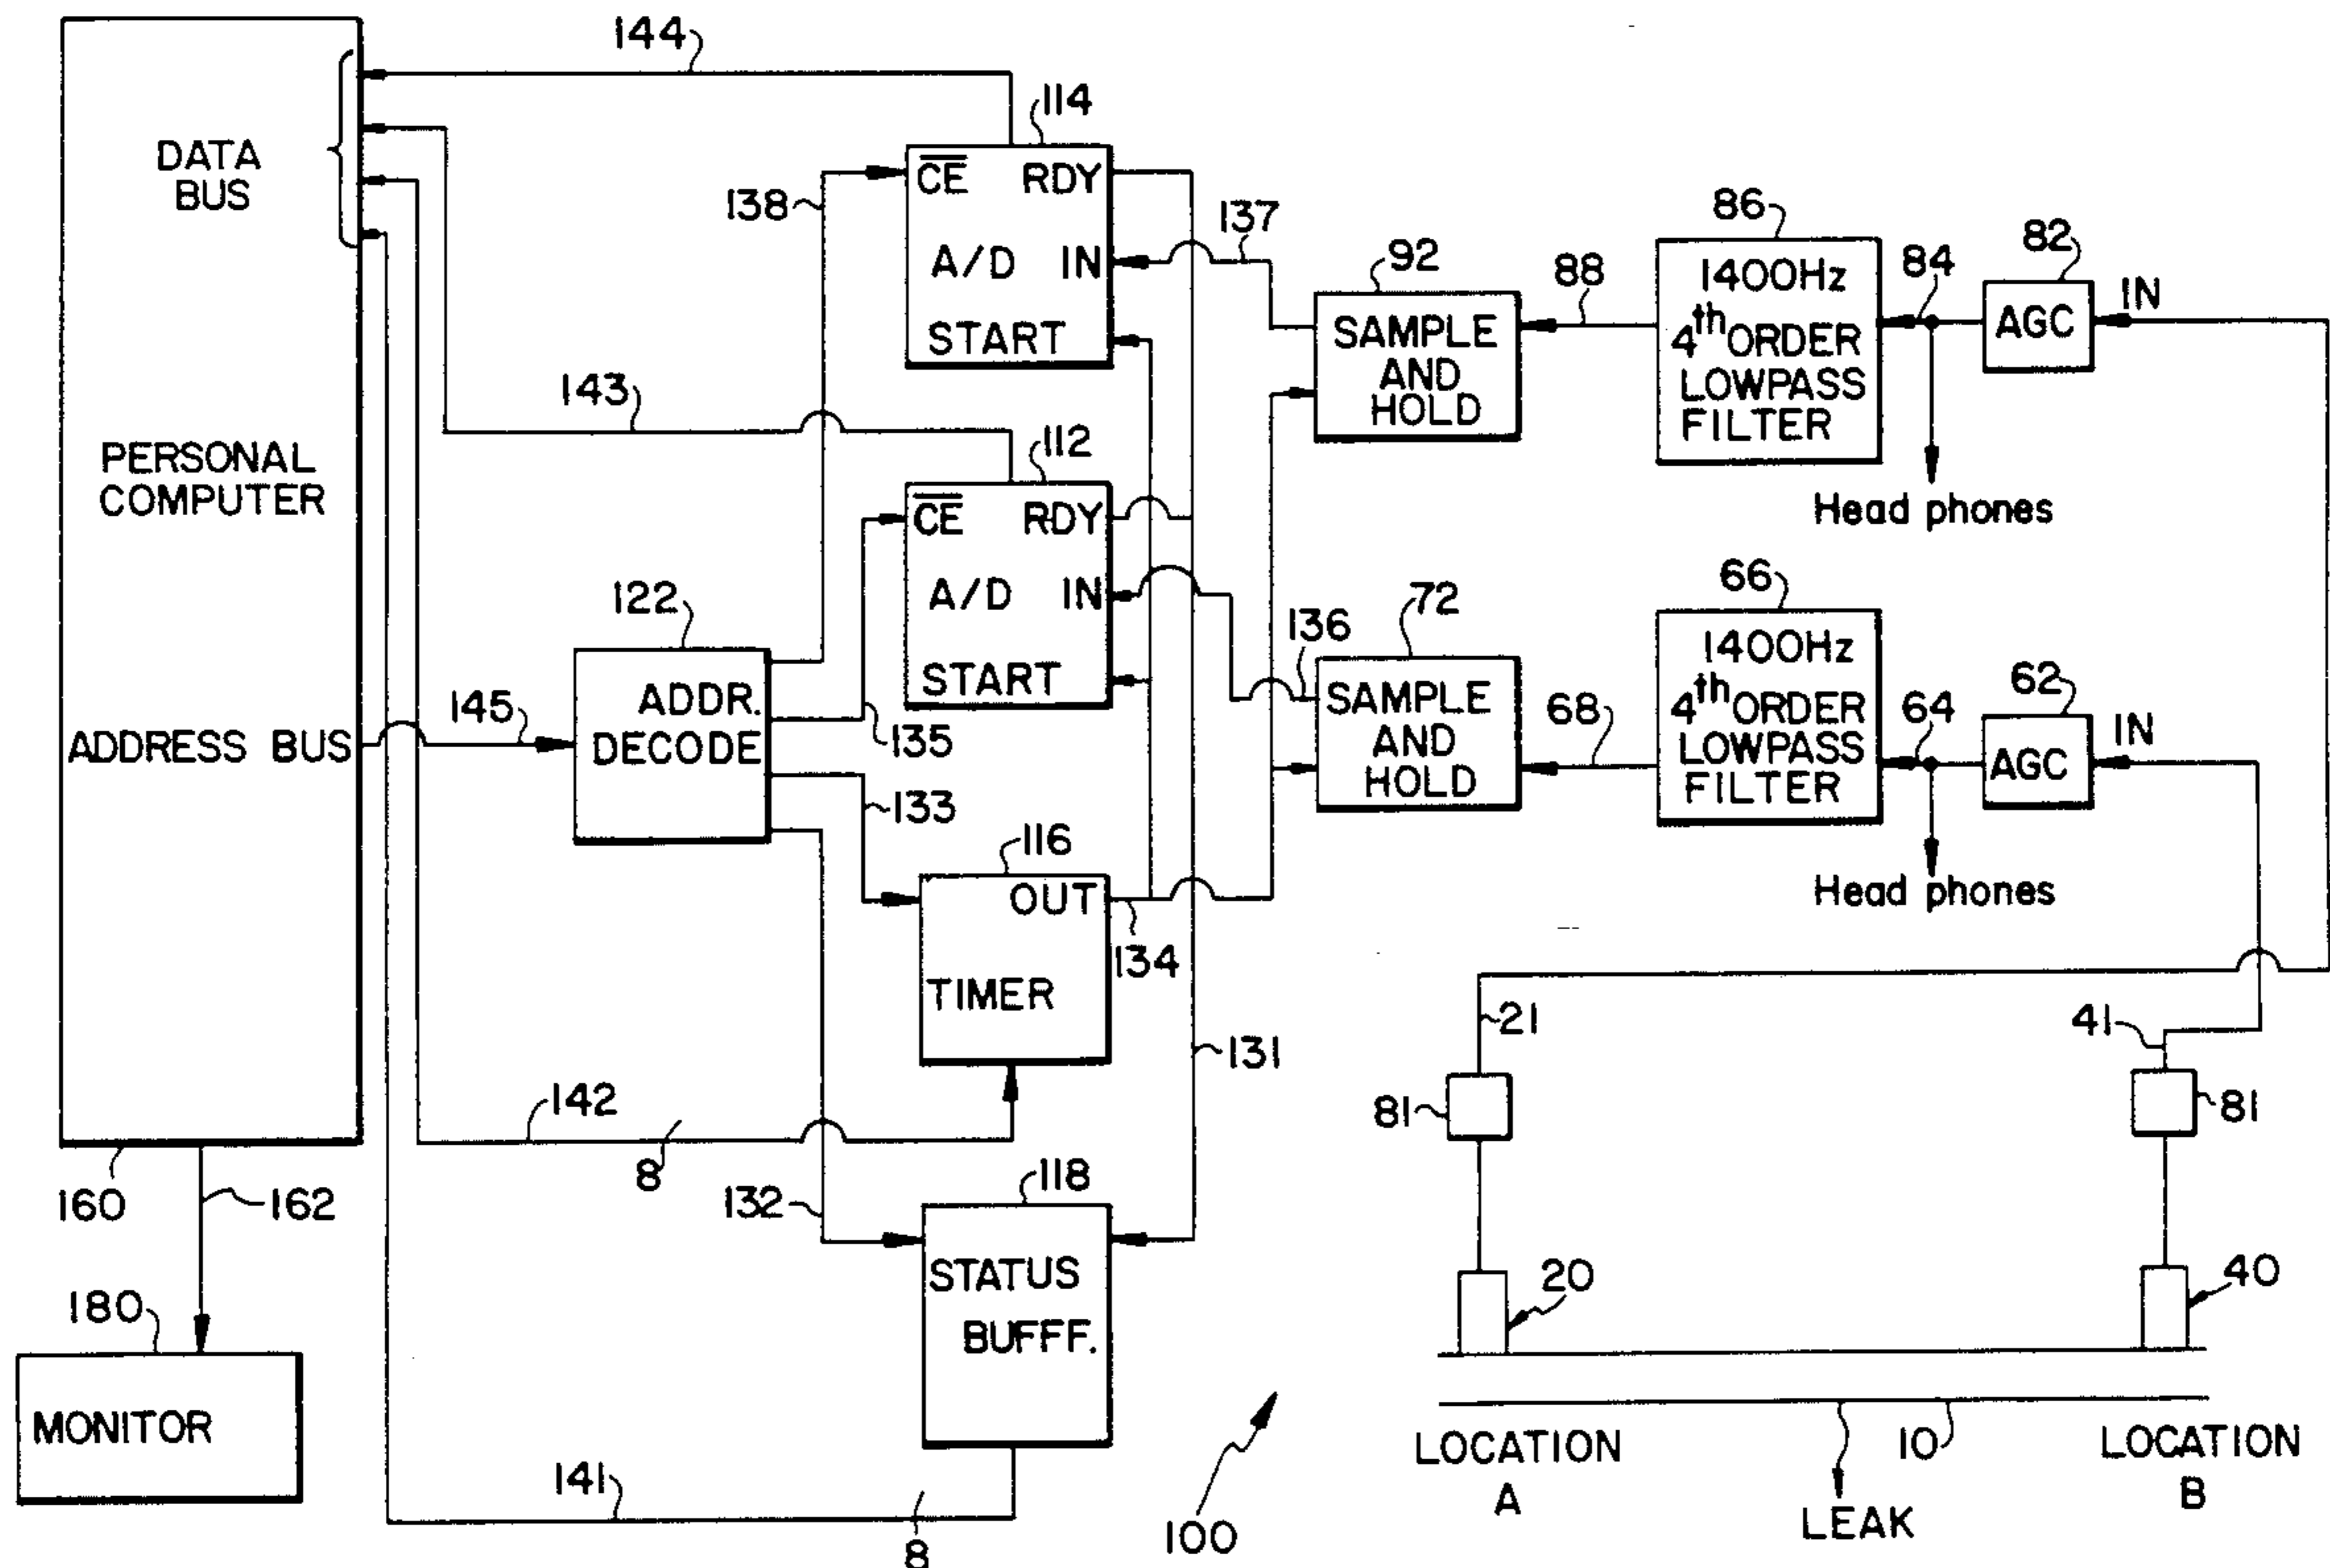 144
DATA
BUS
PERSONAL
COMPUTER
ADDRESS BUS
160
162
180
MONITOR
114
C̅E̅ RDY
A/D IN
START
138
137
143
112
C̅E̅ RDY
A/D IN
START
136
122
ADDR.
DECODE
145
135
133
116
OUT
TIMER
134
131
142
8
132
118
STATUS
BUFFF.
141
8
100
92
SAMPLE
AND
HOLD
88
86
1400Hz
4th ORDER
LOWPASS
FILTER
84
82
AGC
IN
Head phones
72
SAMPLE
AND
HOLD
68
66
1400Hz
4th ORDER
LOWPASS
FILTER
64
62
AGC
IN
Head phones
21
41
81
81
20
40
LOCATION
A
10
LEAK
LOCATION
B